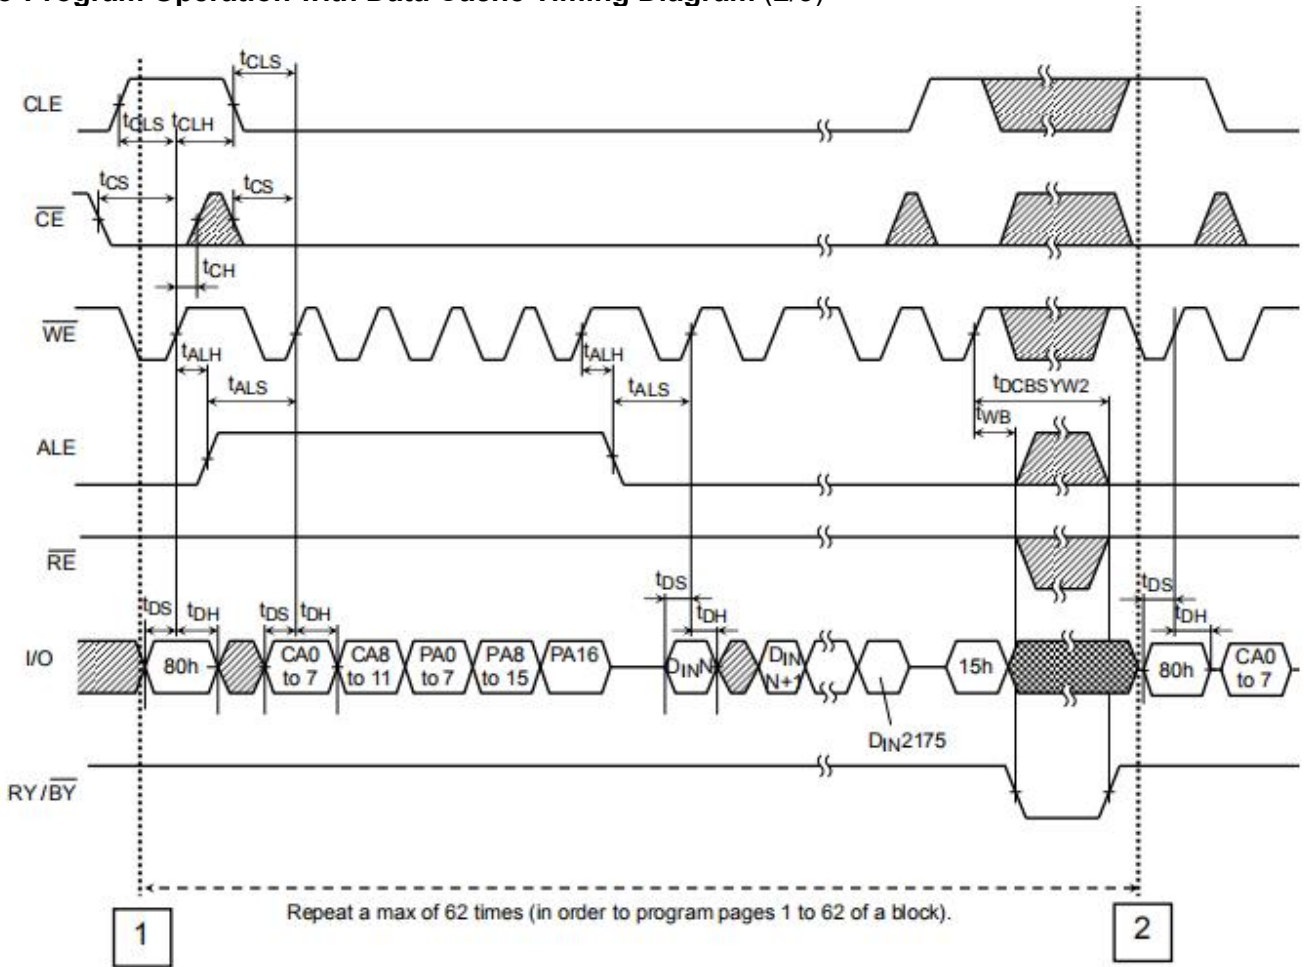 Program Operation with Data Cache Timing Diagram (2/3)
tCLS
CLE
tCLS tCLH
tCS
tCS
CE
tCH
WE
tALH
tALH
tALS
tALS
tDCBSYW2
tWB
ALE
RE
tDS
tDS
tDS tDH
tDS tDH
tDH
tDH
I/O
80h
CA0 to 7
CA8 to 11
PA0 to 7
PA8 to 15
PA16
DINN
DIN N+1
15h
80h
CA0 to 7
DIN2175
RY/BY
Repeat a max of 62 times (in order to program pages 1 to 62 of a block).
1
2